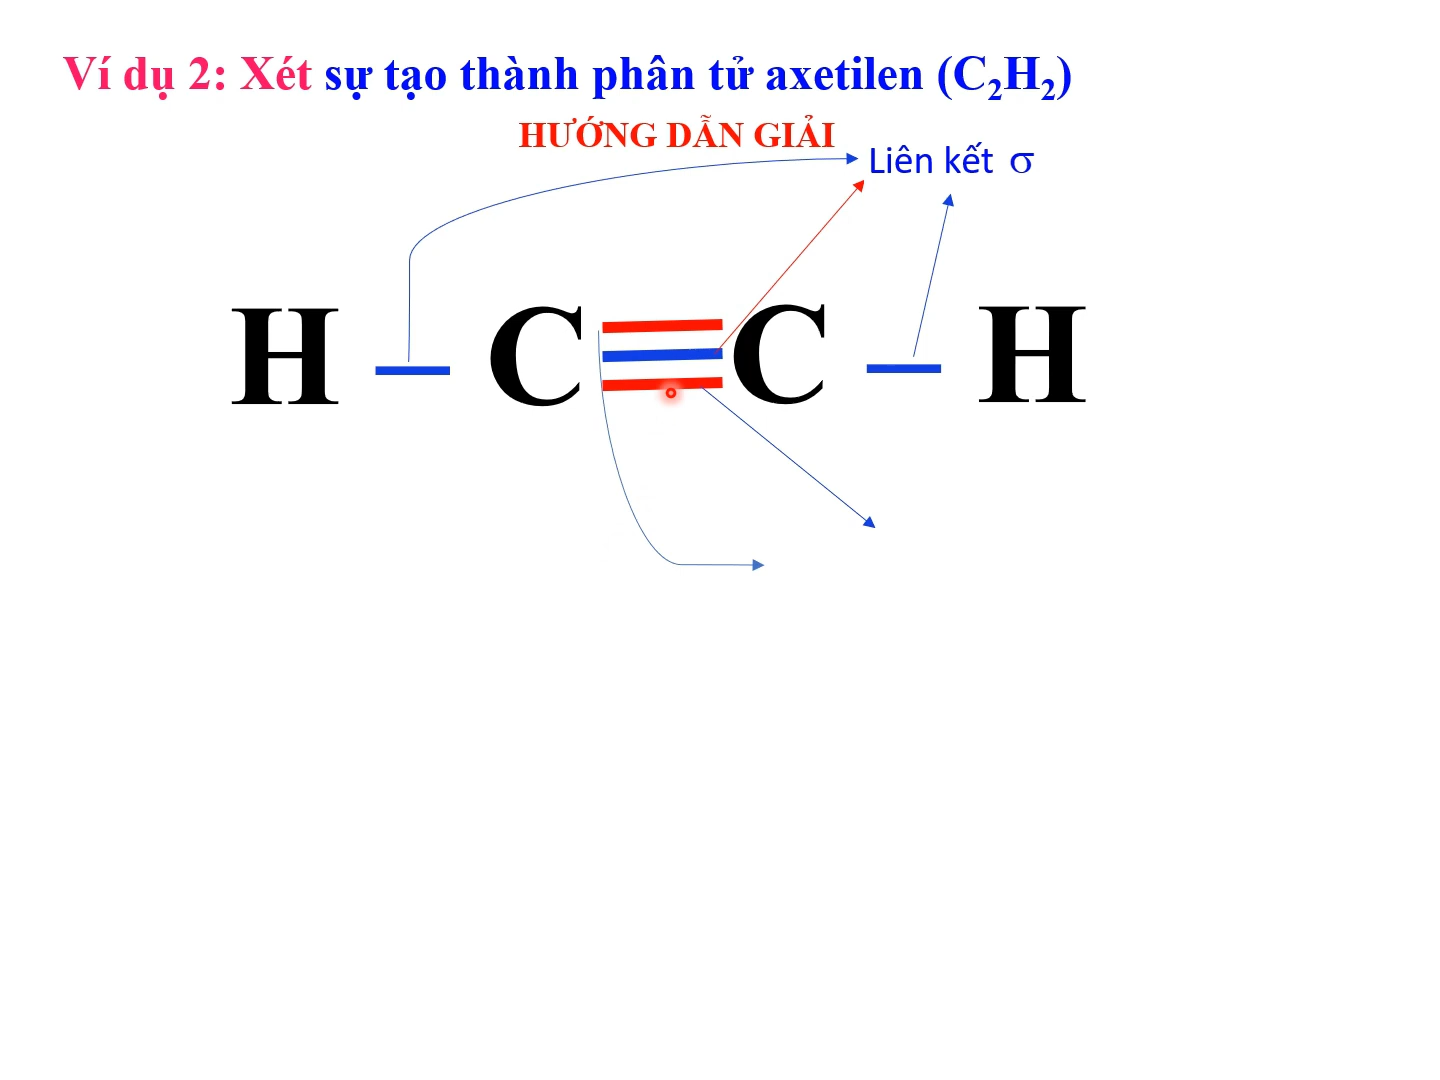 Ví dụ 2: Xét sự tạo thành phân tử axetilen (C₂H₂)
HƯỚNG DẪN GIẢI
Liên kết σ
H – C ≡ C – H